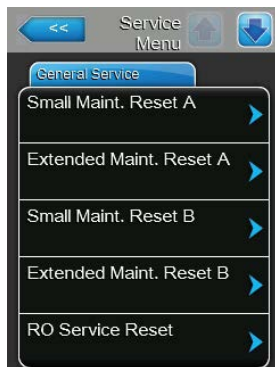 <<
Service
Menu
General Service
Small Maint. Reset A
Extended Maint. Reset A
Small Maint. Reset B
Extended Maint. Reset B
RO Service Reset